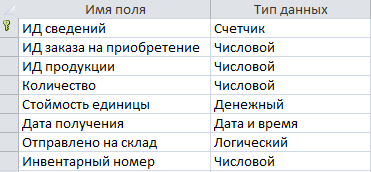 Имя поля Тип данных
ИД сведений Счетчик
ИД заказа на приобретение Числовой
ИД продукции Числовой
Количество Числовой
Стоймость единицы Денежный
Дата получения Дата и время
Отправлено на склад Логический
Инвентарный номер Числовой